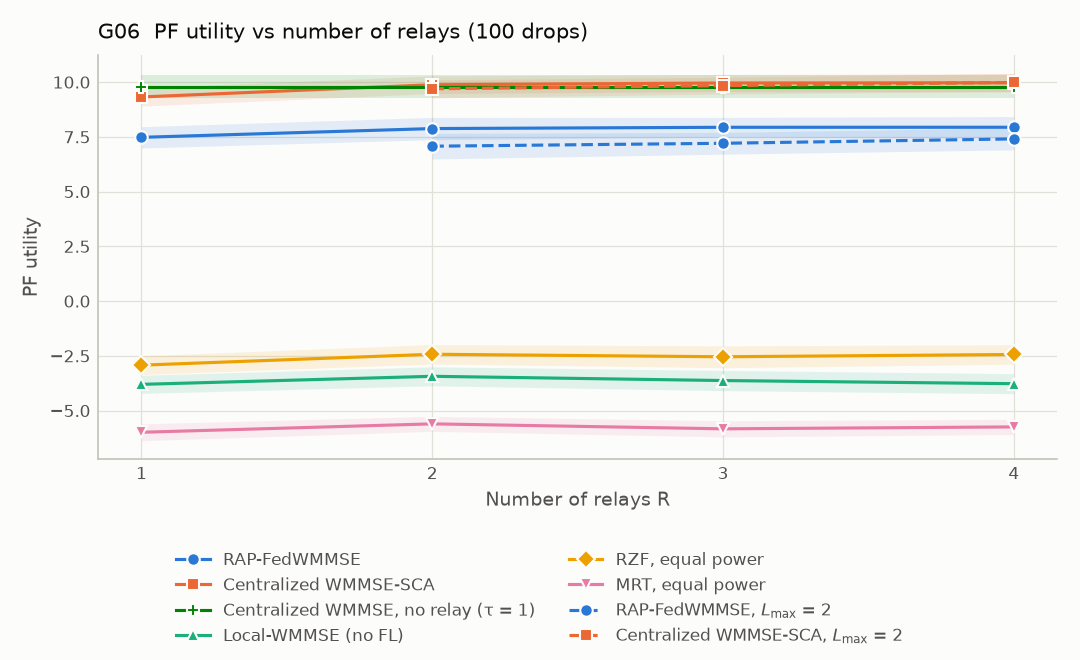 G06 PF utility vs number of relays (100 drops)
10.0
7.5
5.0
2.5
0.0
−2.5
−5.0
PF utility
1 2 3 4
Number of relays R
RAP-FedWMMSE
Centralized WMMSE-SCA
Centralized WMMSE, no relay (τ = 1)
Local-WMMSE (no FL)
RZF, equal power
MRT, equal power
RAP-FedWMMSE, Lmax = 2
Centralized WMMSE-SCA, Lmax = 2